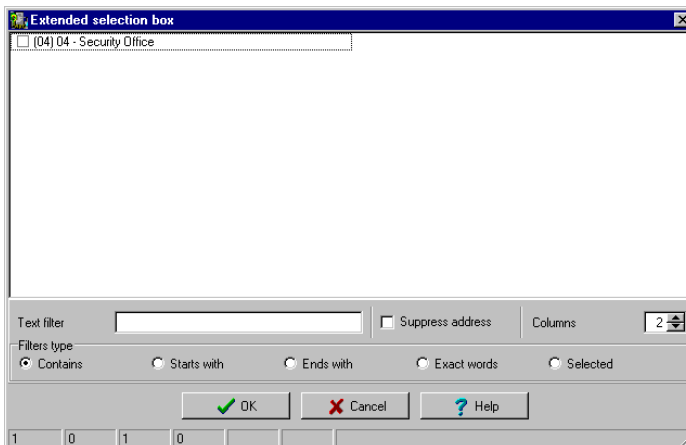 Extended selection box
(04) 04 - Security Office
Text filter Suppress address Columns 2
Filters type
Contains Starts with Ends with Exact words Selected
OK Cancel ? Help
1 0 1 0